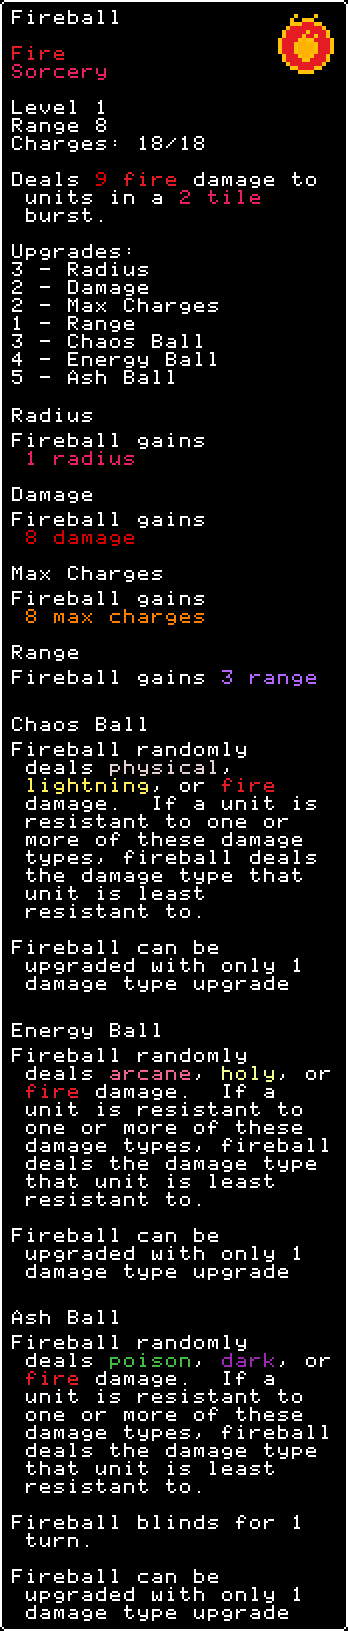 Fireball
Fire
Sorcery
Level 1
Range 8
Charges: 18/18
Deals 9 fire damage to
units in a 2 tile
burst.
Upgrades:
3 - Radius
2 - Damage
2 - Max Charges
1 - Range
3 - Chaos Ball
4 - Energy Ball
5 - Ash Ball
Radius
Fireball gains
1 radius
Damage
Fireball gains
8 damage
Max Charges
Fireball gains
8 max charges
Range
Fireball gains 3 range
Chaos Ball
Fireball randomly
deals physical,
lightning, or fire
damage. If a unit is
resistant to one or
more of these damage
types, fireball deals
the damage type that
unit is least
resistant to.
Fireball can be
upgraded with only 1
damage type upgrade
Energy Ball
Fireball randomly
deals arcane, holy, or
fire damage. If a
unit is resistant to
one or more of these
damage types, fireball
deals the damage type
that unit is least
resistant to.
Fireball can be
upgraded with only 1
damage type upgrade
Ash Ball
Fireball randomly
deals poison, dark, or
fire damage. If a
unit is resistant to
one or more of these
damage types, fireball
deals the damage type
that unit is least
resistant to.
Fireball blinds for 1
turn.
Fireball can be
upgraded with only 1
damage type upgrade